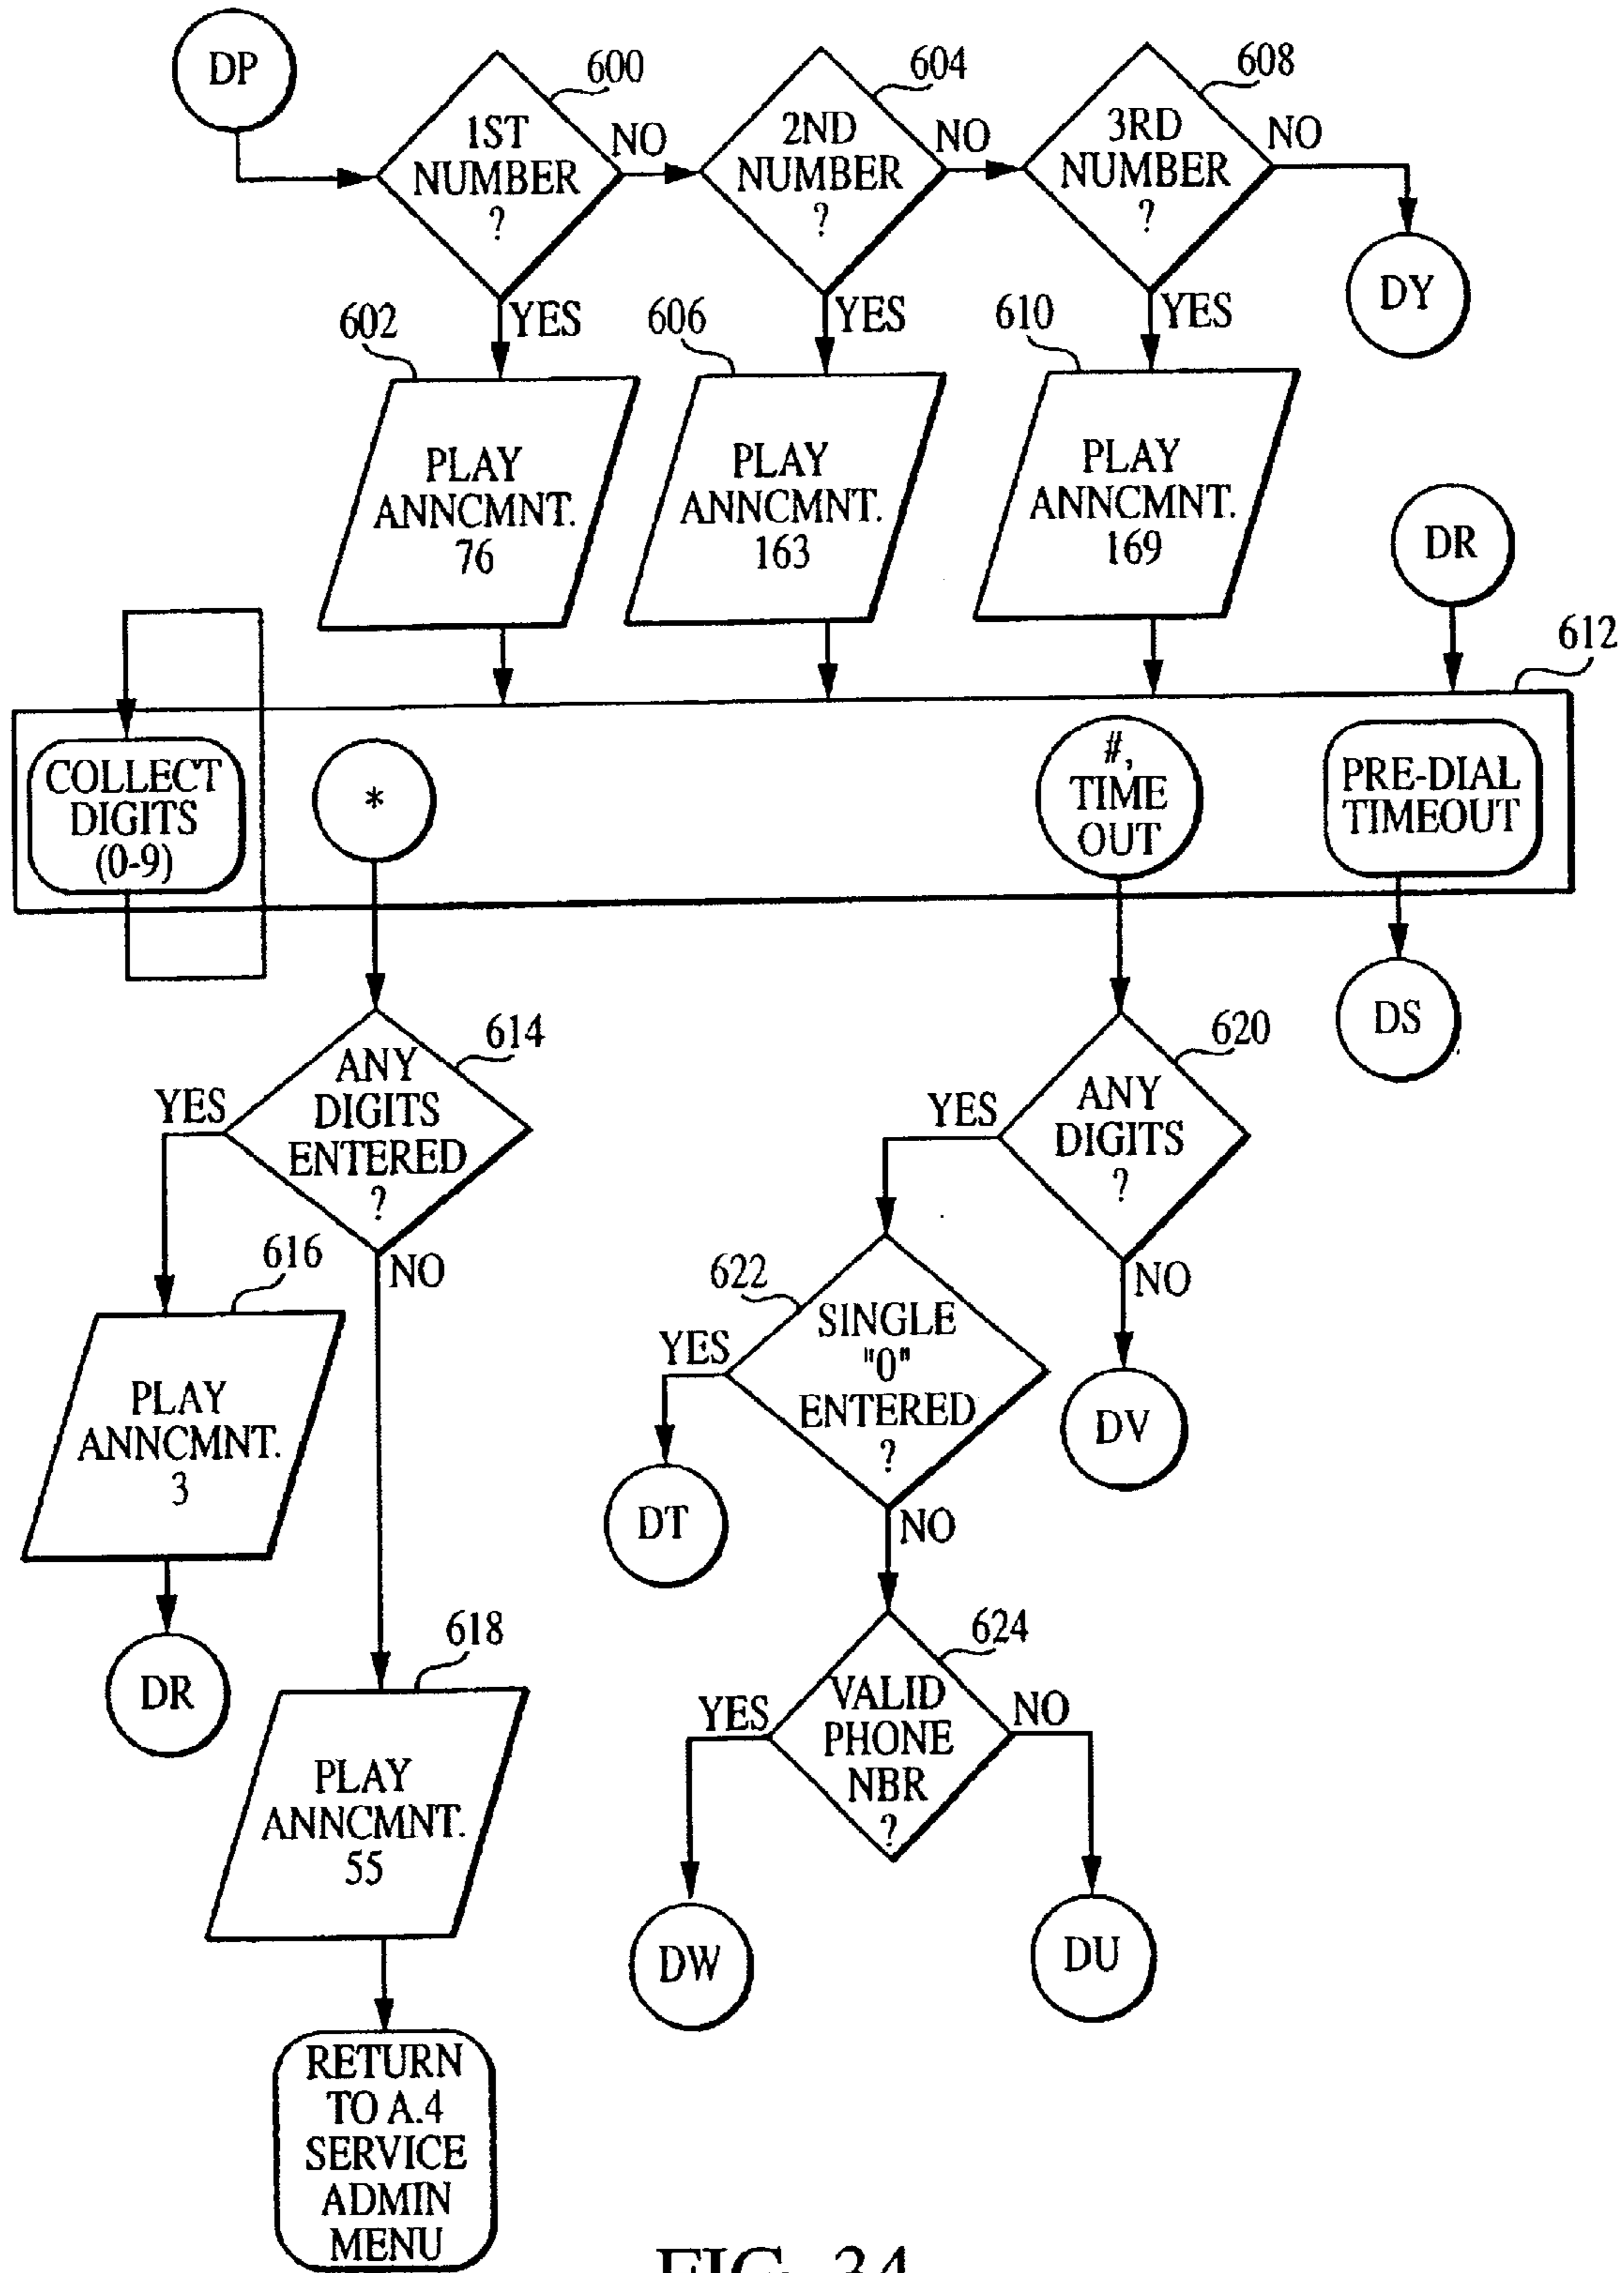 DP
600
604
608
1ST
NUMBER
?
NO
2ND
NUMBER
?
NO
3RD
NUMBER
?
NO
DY
602
YES
606
YES
610
YES
PLAY
ANNCMNT.
76
PLAY
ANNCMNT.
163
PLAY
ANNCMNT.
169
DR
612
COLLECT
DIGITS
(0-9)
*
#,
TIME
OUT
PRE-DIAL
TIMEOUT
DS
614
ANY
DIGITS
ENTERED
?
YES
NO
620
ANY
DIGITS
?
YES
NO
616
PLAY
ANNCMNT.
3
DR
622
SINGLE
"0"
ENTERED
?
YES
NO
DV
DT
618
PLAY
ANNCMNT.
55
624
VALID
PHONE
NBR
?
YES
NO
DW
DU
RETURN
TO A.4
SERVICE
ADMIN
MENU
FIG. 34